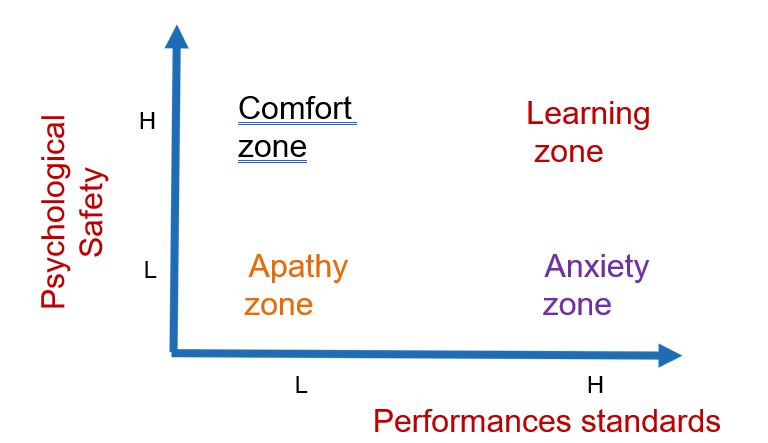 Psychological
Safety
H
Comfort
zone
Learning
zone
L
Apathy
zone
Anxiety
zone
L
H
Performances standards